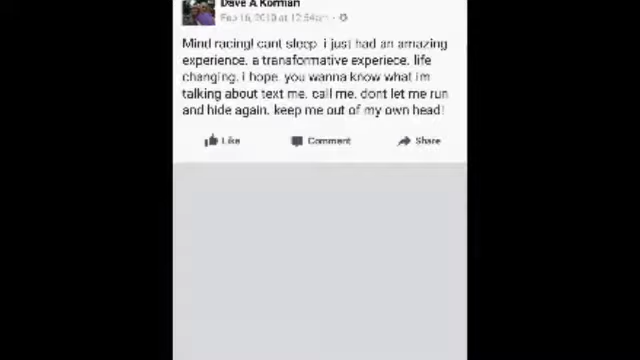 Dave A Korman
Feb 16, 2010 at 12:54am ·
Mind racing! cant sleep. i just had an amazing
experience. a transformative experiece. life
changing. i hope. you wanna know what im
talking about text me. call me. dont let me run
and hide again. keep me out of my own head!
Like Comment Share